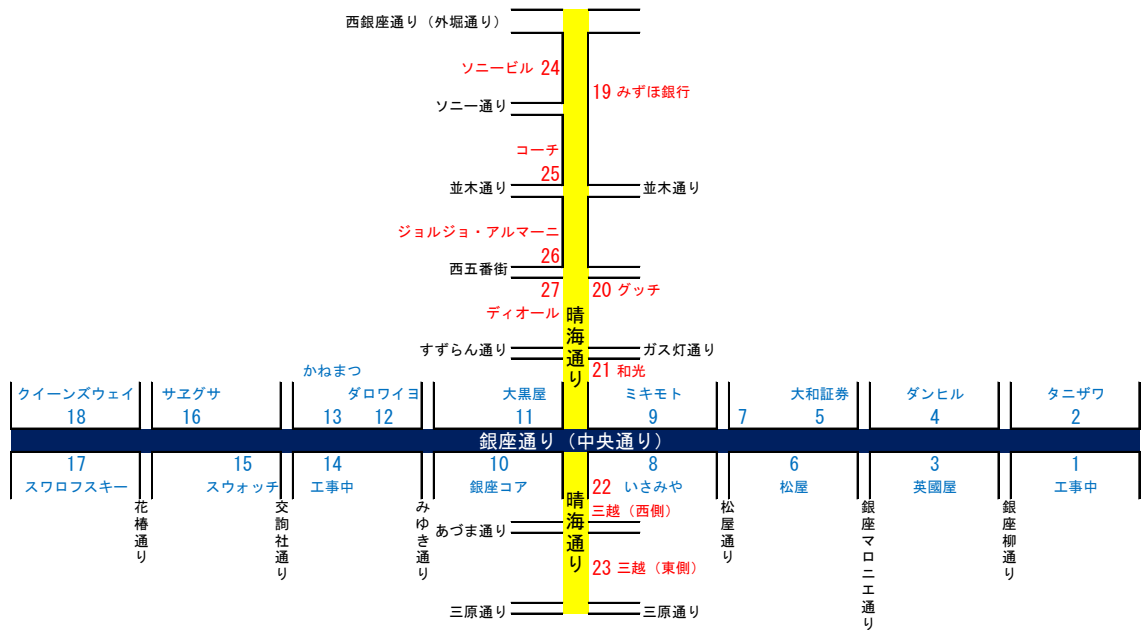 西銀座通り（外堀通り）
ソニービル 24
19 みずほ銀行
ソニー通り
コーチ
25
並木通り
並木通り
ジョルジョ・アルマーニ
26
西五番街
27
20 グッチ
ディオール
晴海通り
すずらん通り
ガス灯通り
21 和光
かねまつ
クイーンズウェイ
サヱグサ
ダロワイヨ
大黒屋
ミキモト
大和証券
ダンヒル
タニザワ
18
16
13
12
11
9
7
5
4
2
銀座通り（中央通り）
17
15
14
10
8
6
3
1
スワロフスキー
スウォッチ
工事中
銀座コア
22
いさみや
松屋
英國屋
工事中
三越（西側）
花椿通り
交詢社通り
みゆき通り
あづま通り
晴海通り
松屋通り
銀座マロニエ通り
銀座柳通り
23 三越（東側）
三原通り
三原通り